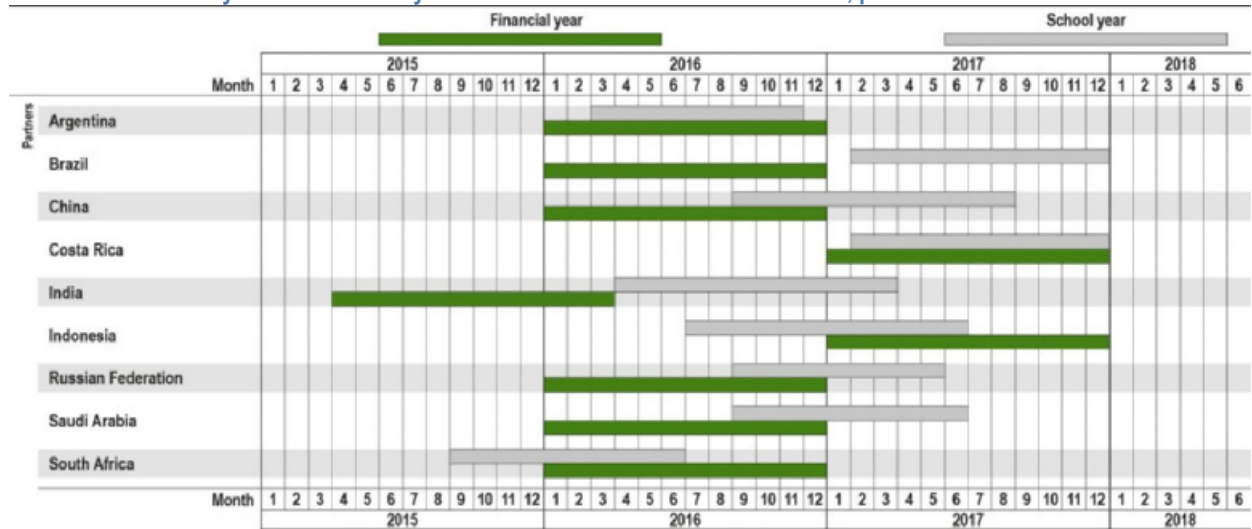 Financial year School year
2015 2016 2017 2018
Month 1 2 3 4 5 6 7 8 9 10 11 12 1 2 3 4 5 6 7 8 9 10 11 12 1 2 3 4 5 6 7 8 9 10 11 12 1 2 3 4 5 6
Partners
Argentina
Brazil
China
Costa Rica
India
Indonesia
Russian Federation
Saudi Arabia
South Africa
Month 1 2 3 4 5 6 7 8 9 10 11 12 1 2 3 4 5 6 7 8 9 10 11 12 1 2 3 4 5 6 7 8 9 10 11 12 1 2 3 4 5 6
2015 2016 2017 2018